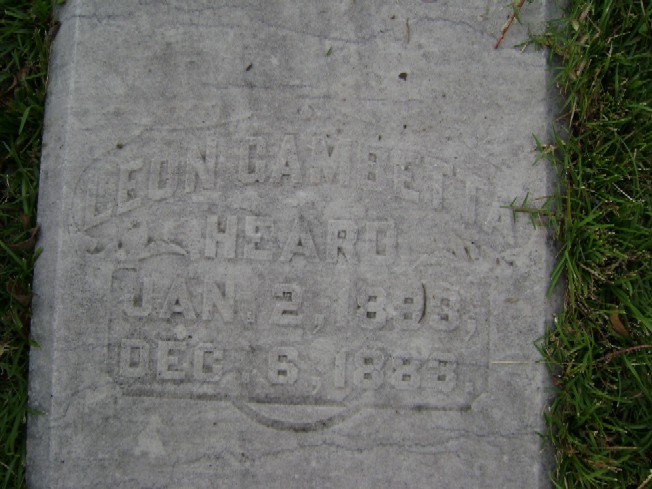 LEON GAMBETTA
HEARD
JAN. 2, 1883,
DEC. 6, 1883.